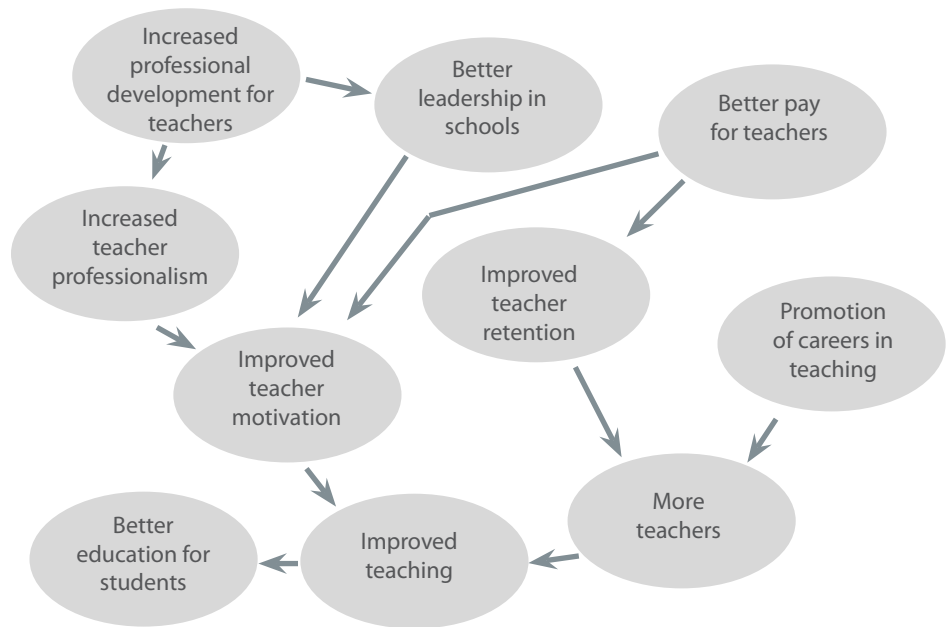 Increased
professional
development for
teachers
Better
leadership in
schools
Better pay
for teachers
Increased
teacher
professionalism
Improved
teacher
retention
Promotion
of careers in
teaching
Improved
teacher
motivation
More
teachers
Better
education for
students
Improved
teaching